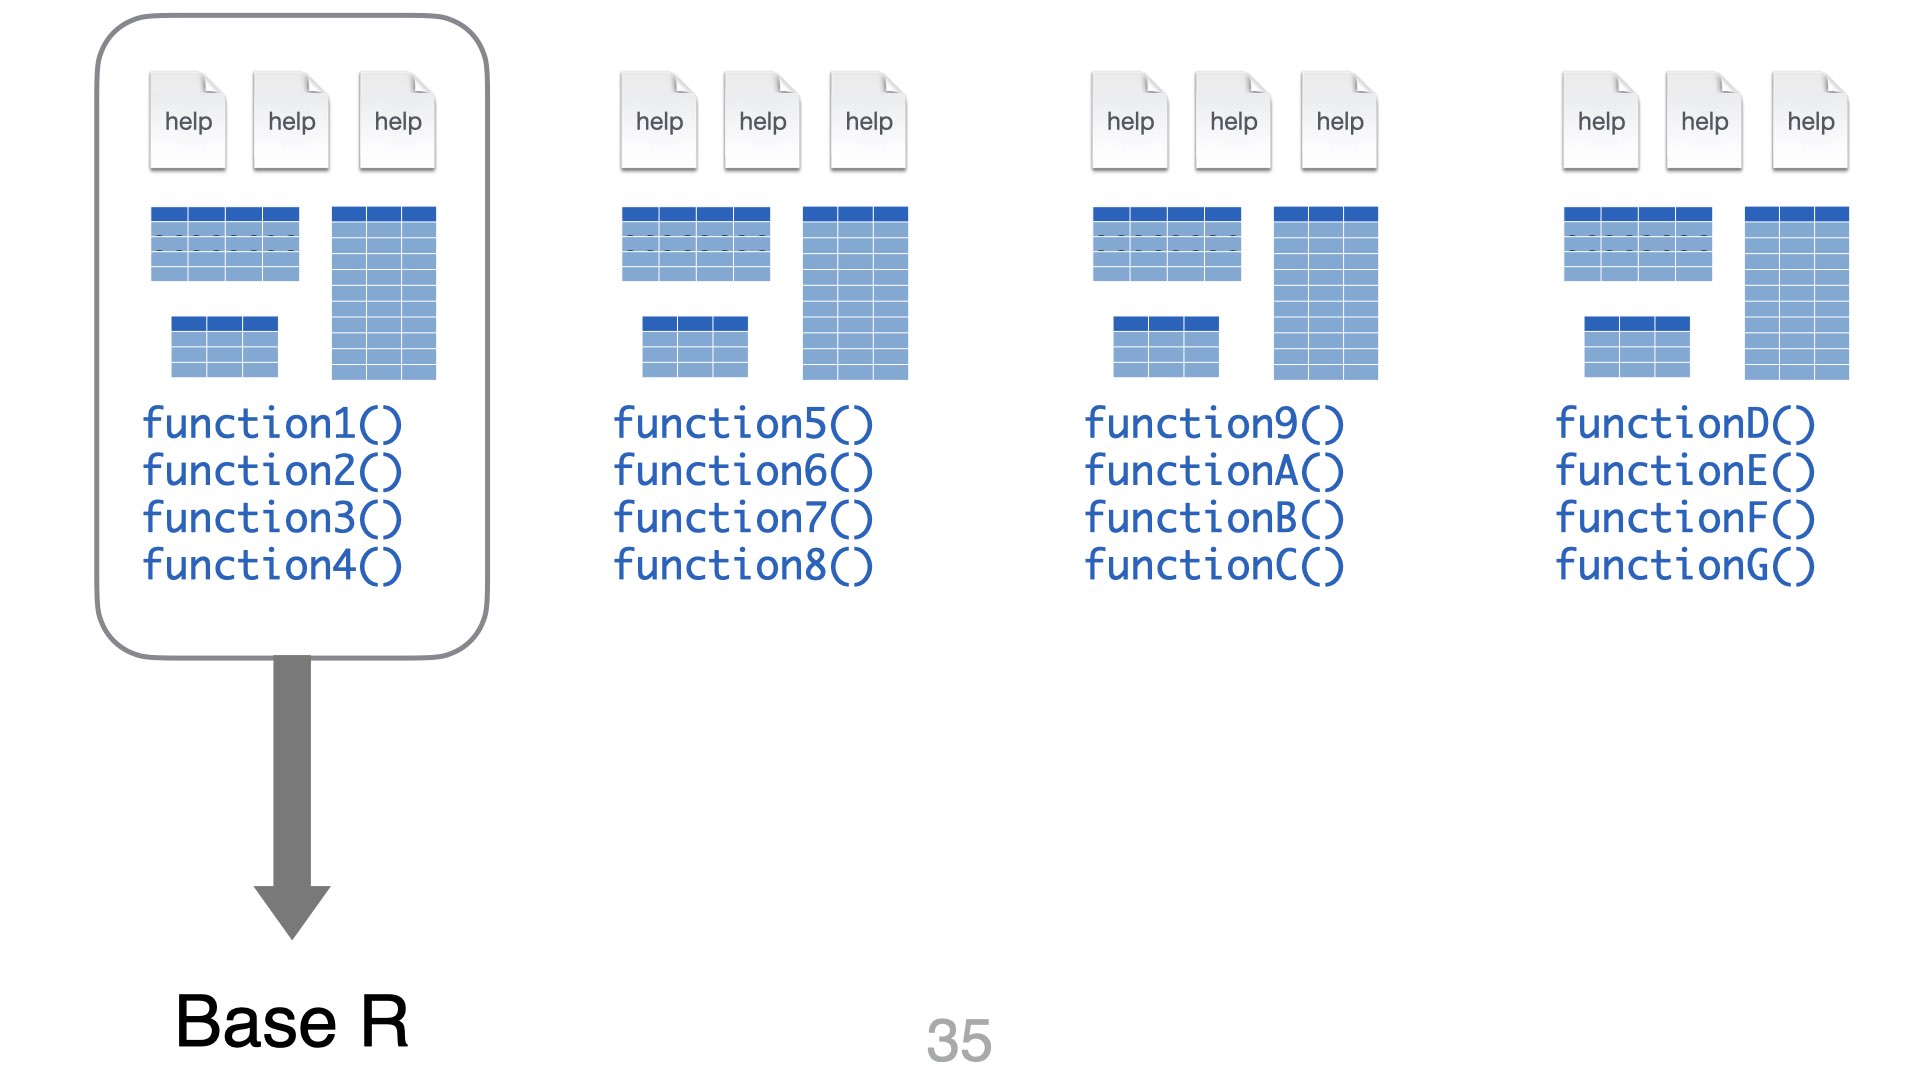 help help help
function1()
function2()
function3()
function4()
Base R
help help help
function5()
function6()
function7()
function8()
help help help
function9()
functionA()
functionB()
functionC()
help help help
functionD()
functionE()
functionF()
functionG()
35